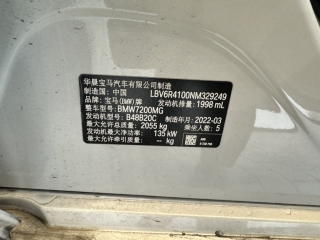 华晨宝马汽车有限公司制造
制造国：中国 LBV6R4100NM329249
品牌：宝马(BMW)牌 发动机排量：1998 mL
整车型号：BMW7200MG
发动机型号：B48B20C 制造年月：2022-03
最大允许总质量：2055 kg 乘坐人数：5
发动机最大净功率：135 kW
最大允许牵引质量：-- kg